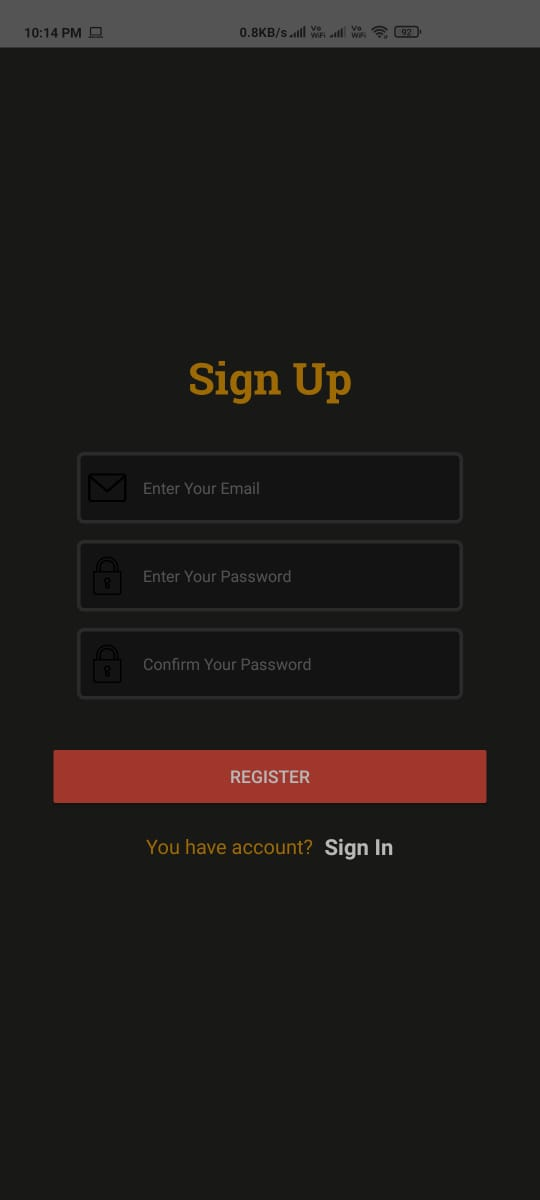 10:14 PM 0.8KB/s Vo WiFi Vo WiFi 92
Sign Up
Enter Your Email
Enter Your Password
Confirm Your Password
REGISTER
You have account? Sign In